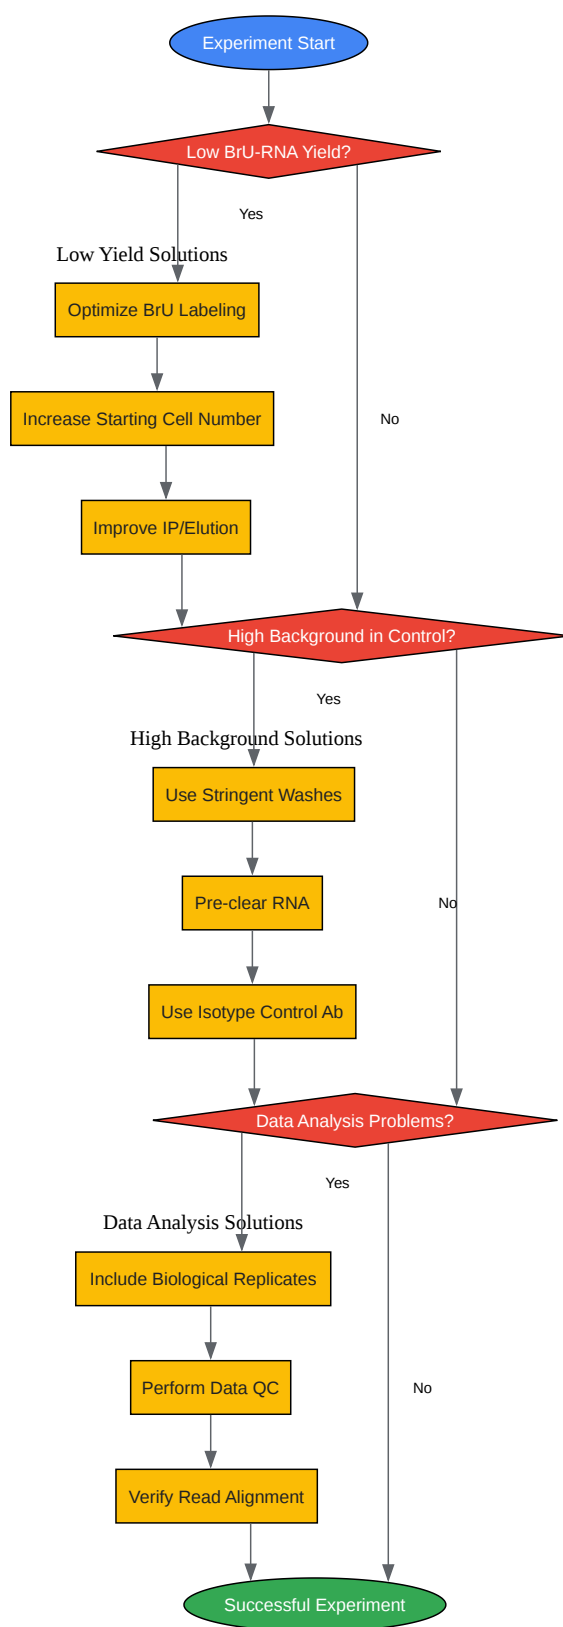 Experiment Start
Low BrU-RNA Yield?
Yes
Low Yield Solutions
Optimize BrU Labeling
Increase Starting Cell Number
No
Improve IP/Elution
High Background in Control?
Yes
High Background Solutions
Use Stringent Washes
Pre-clear RNA
No
Use Isotype Control Ab
Data Analysis Problems?
Yes
Data Analysis Solutions
Include Biological Replicates
Perform Data QC
No
Verify Read Alignment
Successful Experiment